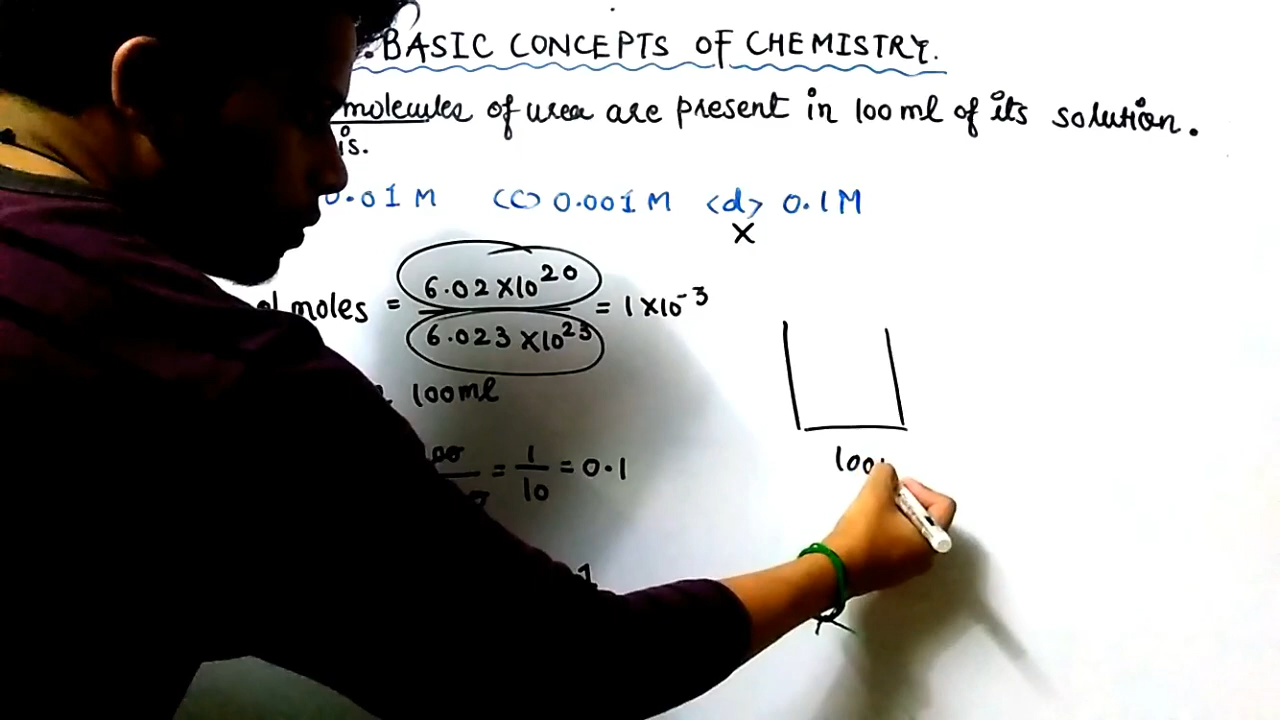 BASIC CONCEPTS OF CHEMISTRY.
molecules of urea are present in 100 ml of its solution.
is.
0.01 M (C) 0.001 M <d> 0.1 M
X
of moles = 6.02 X 10²⁰ / 6.023 X 10²³ = 1 X 10⁻³
100 ml
= 1/10 = 0.1
1
100